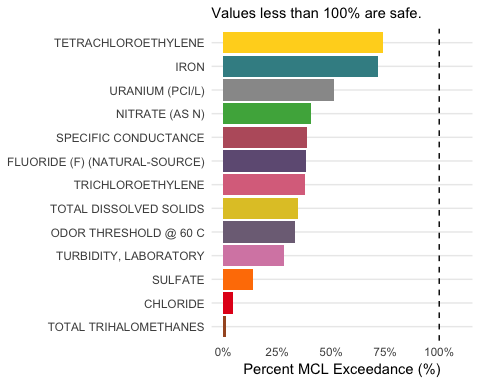 Values less than 100% are safe.
TETRACHLOROETHYLENE
IRON
URANIUM (PCI/L)
NITRATE (AS N)
SPECIFIC CONDUCTANCE
FLUORIDE (F) (NATURAL-SOURCE)
TRICHLOROETHYLENE
TOTAL DISSOLVED SOLIDS
ODOR THRESHOLD @ 60 C
TURBIDITY, LABORATORY
SULFATE
CHLORIDE
TOTAL TRIHALOMETHANES
0% 25% 50% 75% 100%
Percent MCL Exceedance (%)